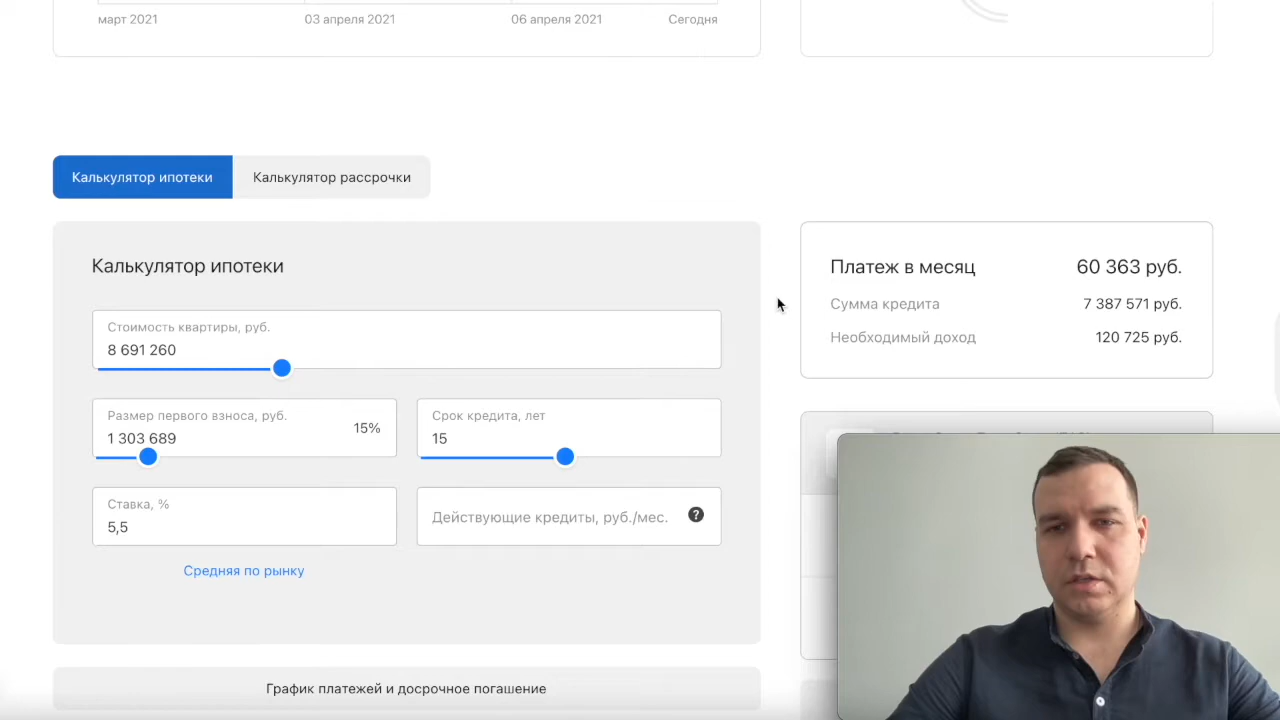 март 2021
03 апреля 2021
06 апреля 2021
Сегодня
Калькулятор ипотеки
Калькулятор рассрочки
Калькулятор ипотеки
Стоимость квартиры, руб.
8 691 260
Размер первого взноса, руб.
1 303 689
15%
Срок кредита, лет
15
Ставка, %
5,5
Действующие кредиты, руб./мес.
?
Средняя по рынку
График платежей и досрочное погашение
Платеж в месяц
60 363 руб.
Сумма кредита
7 387 571 руб.
Необходимый доход
120 725 руб.